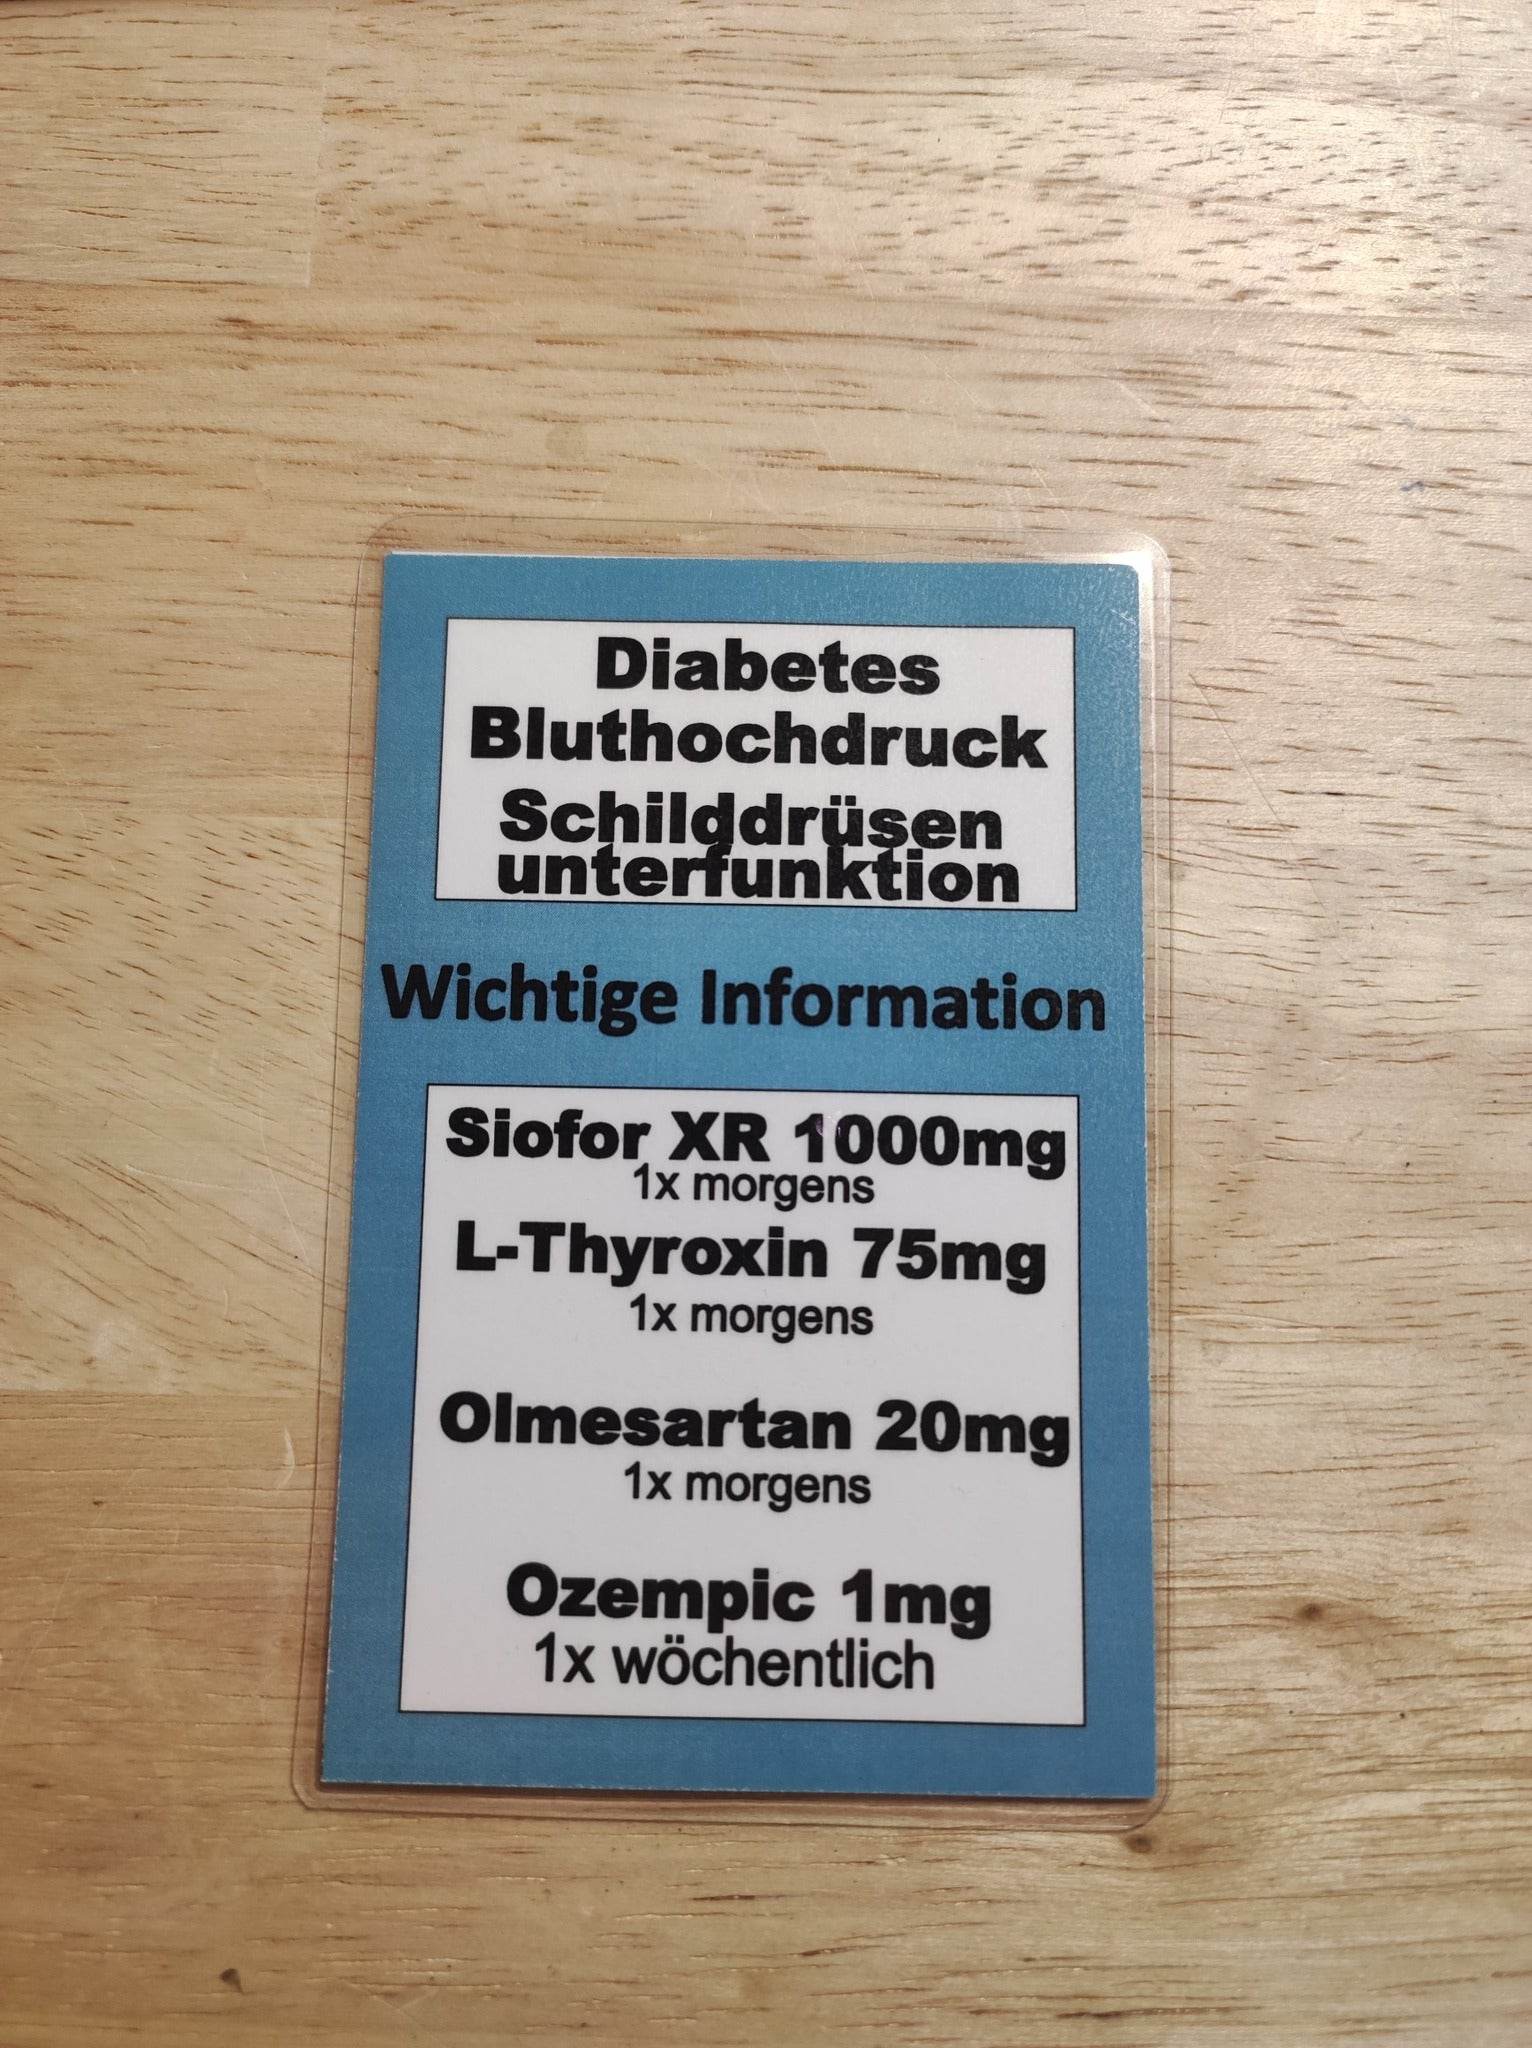 Diabetes
Bluthochdruck
Schilddrüsen
unterfunktion
Wichtige Information
Siofor XR 1000mg
1x morgens
L-Thyroxin 75mg
1x morgens
Olmesartan 20mg
1x morgens
Ozempic 1mg
1x wöchentlich